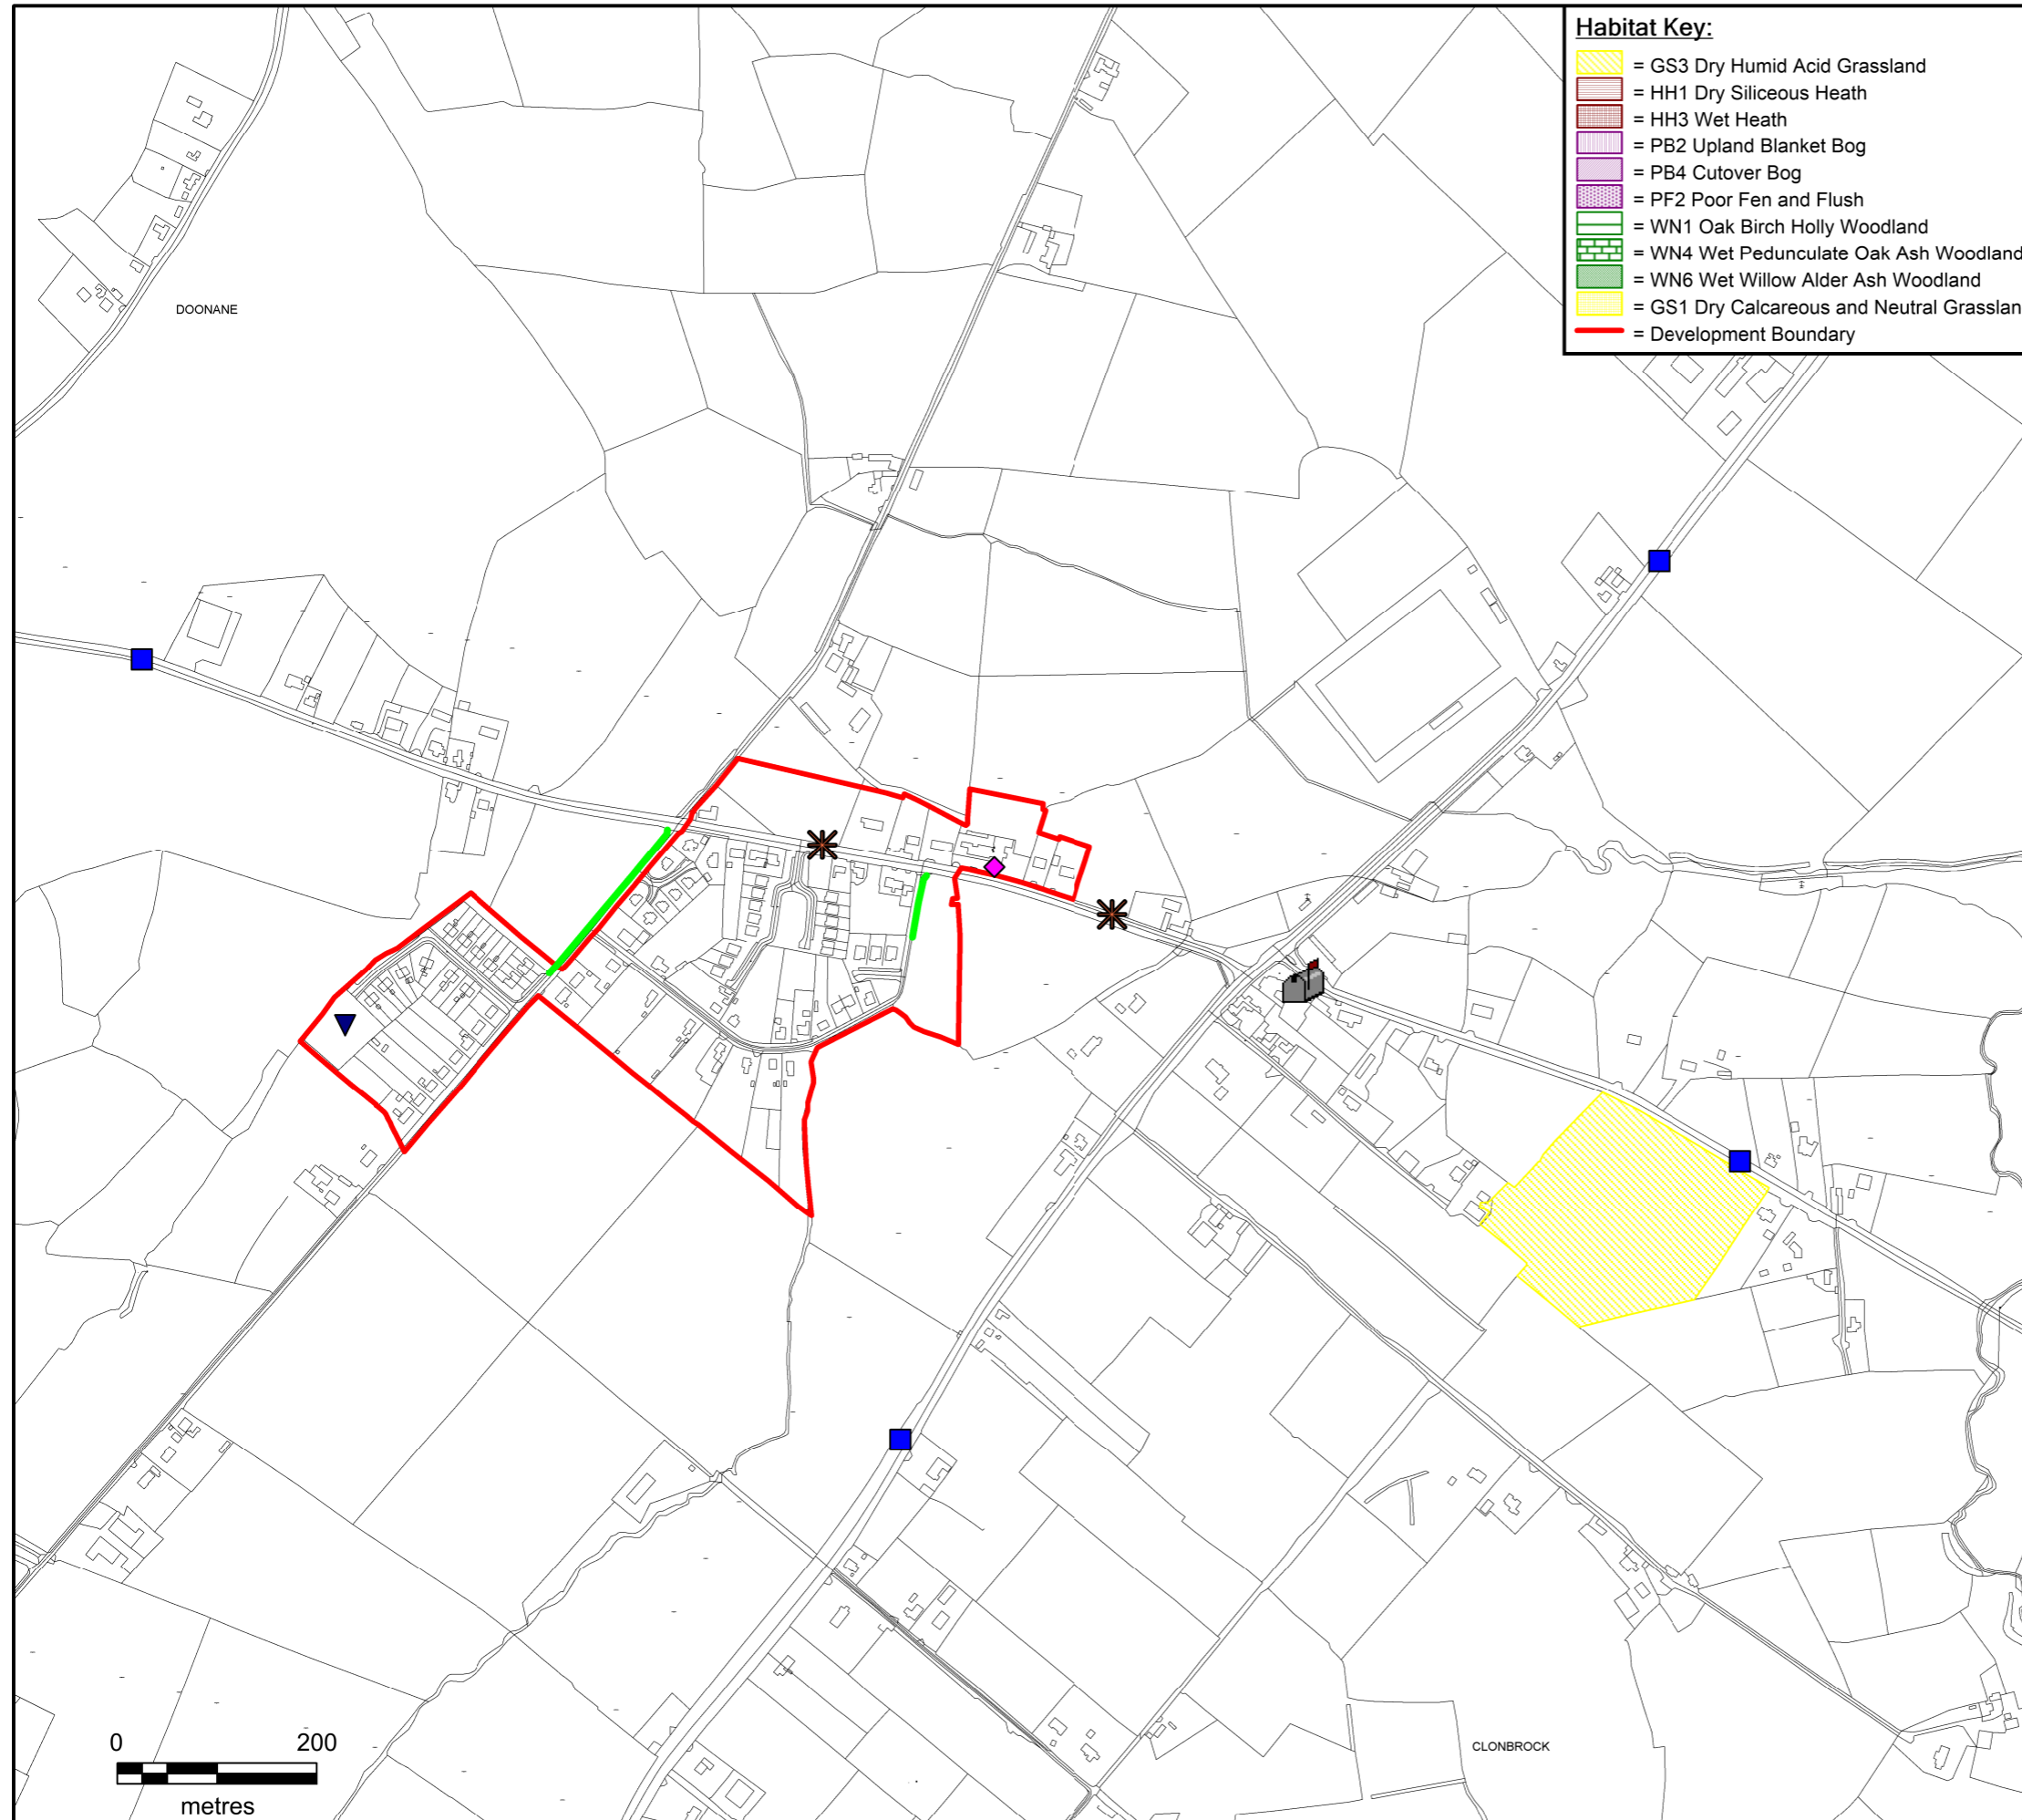 Habitat Key:
= GS3 Dry Humid Acid Grassland
= HH1 Dry Siliceous Heath
= HH3 Wet Heath
= PB2 Upland Blanket Bog
= PB4 Cutover Bog
= PF2 Poor Fen and Flush
= WN1 Oak Birch Holly Woodland
= WN4 Wet Pedunculate Oak Ash Woodland
= WN6 Wet Willow Alder Ash Woodland
= GS1 Dry Calcareous and Neutral Grasslan
= Development Boundary
DOONANE
CLONBROCK
0 200
metres